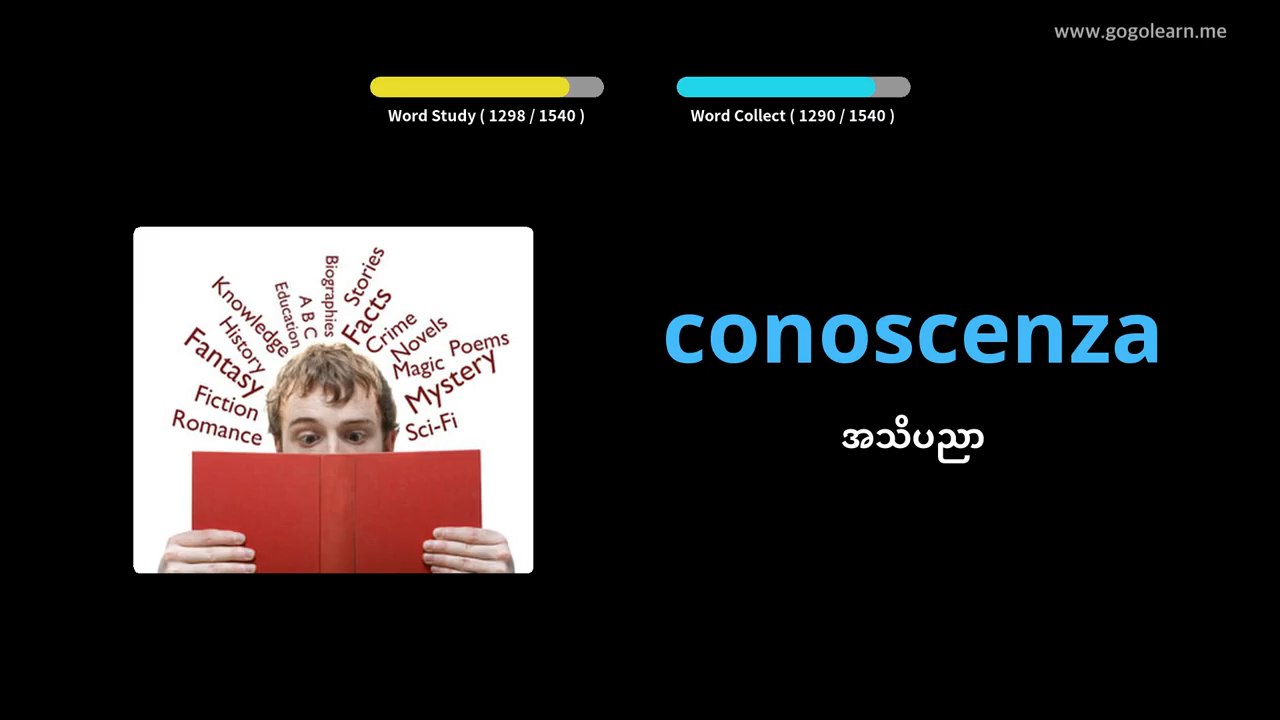 www.gogolearn.me
Word Study ( 1298 / 1540 )
Word Collect ( 1290 / 1540 )
Biographies
Stories
Education
Knowledge
A B C
Facts
Crime
History
Novels
Fantasy
Magic
Poems
Mystery
Fiction
Romance
Sci-Fi
conoscenza
အသိပညာ